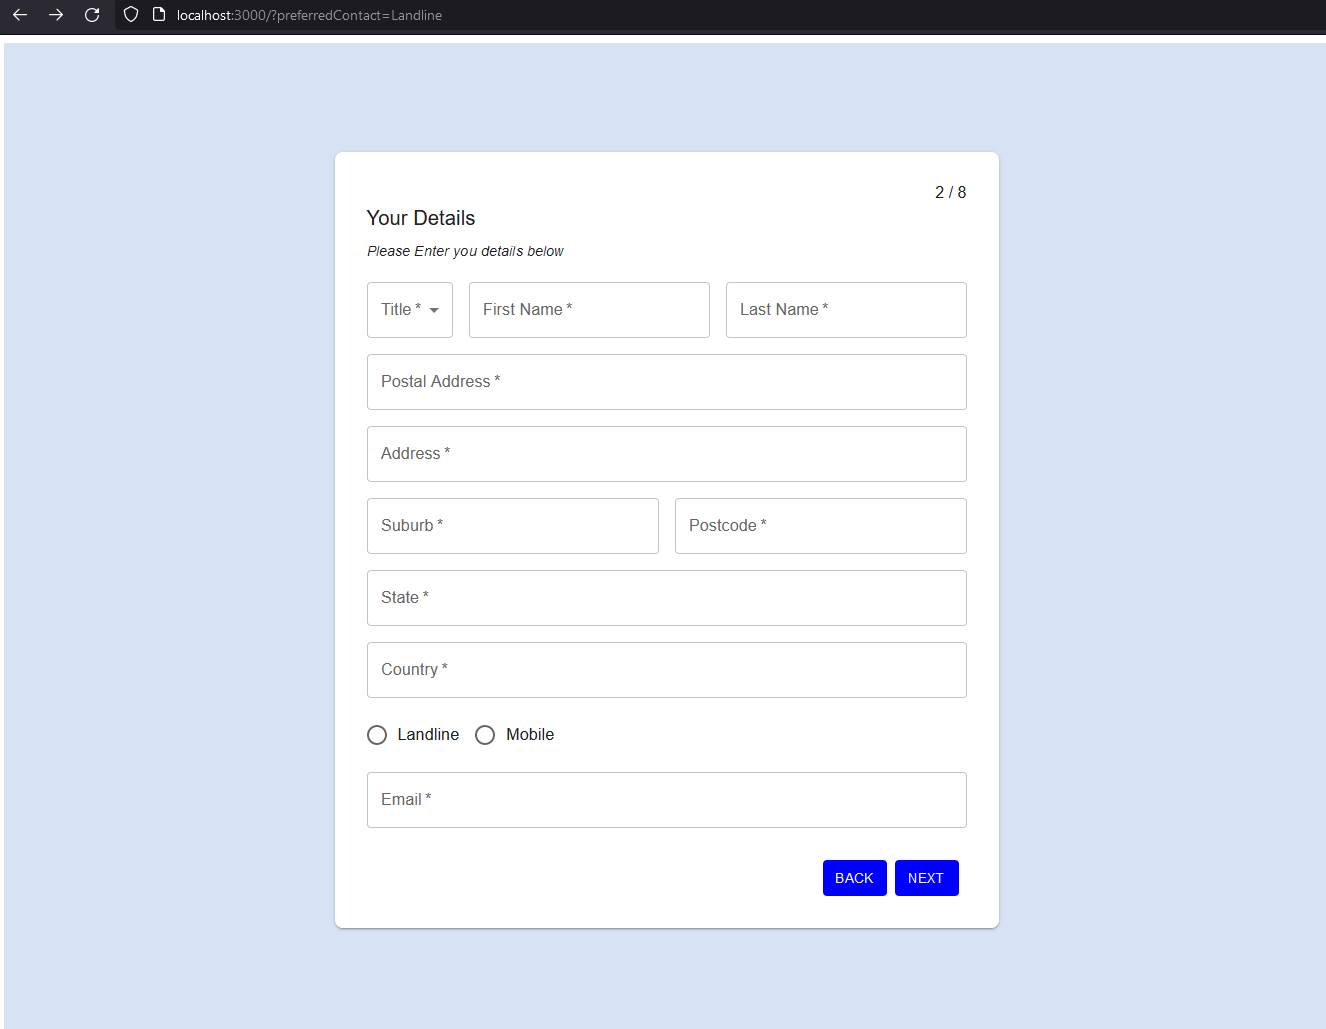 localhost:3000/?preferredContact=Landline
2 / 8
Your Details
Please Enter you details below
Title * First Name * Last Name *
Postal Address *
Address *
Suburb * Postcode *
State *
Country *
Landline Mobile
Email *
BACK NEXT